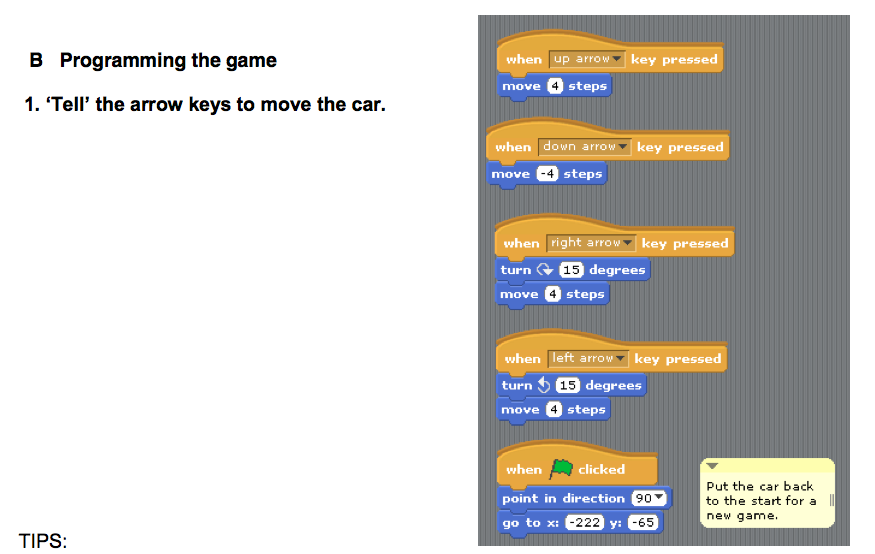 B Programming the game
1. ‘Tell’ the arrow keys to move the car.
when up arrow key pressed
move 4 steps
when down arrow key pressed
move -4 steps
when right arrow key pressed
turn 15 degrees
move 4 steps
when left arrow key pressed
turn 15 degrees
move 4 steps
when clicked
point in direction 90
go to x: -222 y: -65
Put the car back
to the start for a
new game.
TIPS: